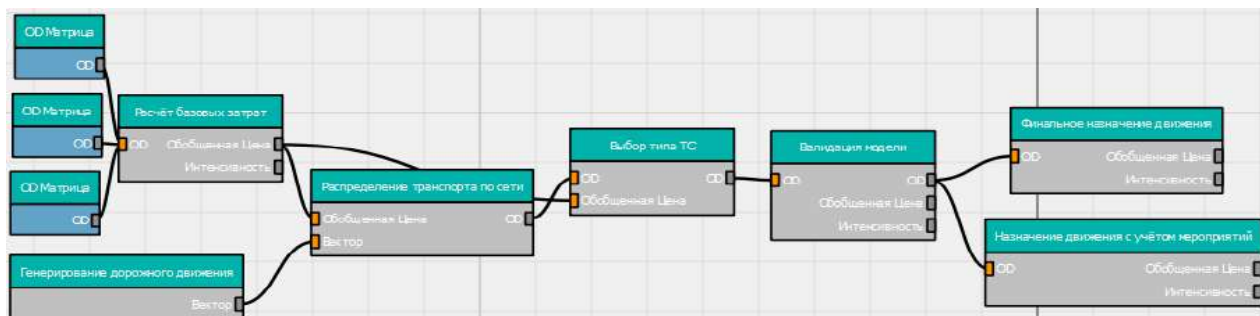 OD Матрица
OD
OD Матрица
OD
OD Матрица
OD
Генерирование дорожного движения
Вектор
Расчёт базовых затрат
OD Обобщенная Цена
Интенсивность
Распределение транспорта по сети
Обобщенная Цена OD
Вектор
Выбор типа ТС
OD OD
Обобщенная Цена
Валидация модели
OD OD
Обобщенная Цена
Интенсивность
Финальное назначение движения
OD Обобщенная Цена
Интенсивность
Назначение движения с учётом мероприятий
OD Обобщенная Цена
Интенсивность